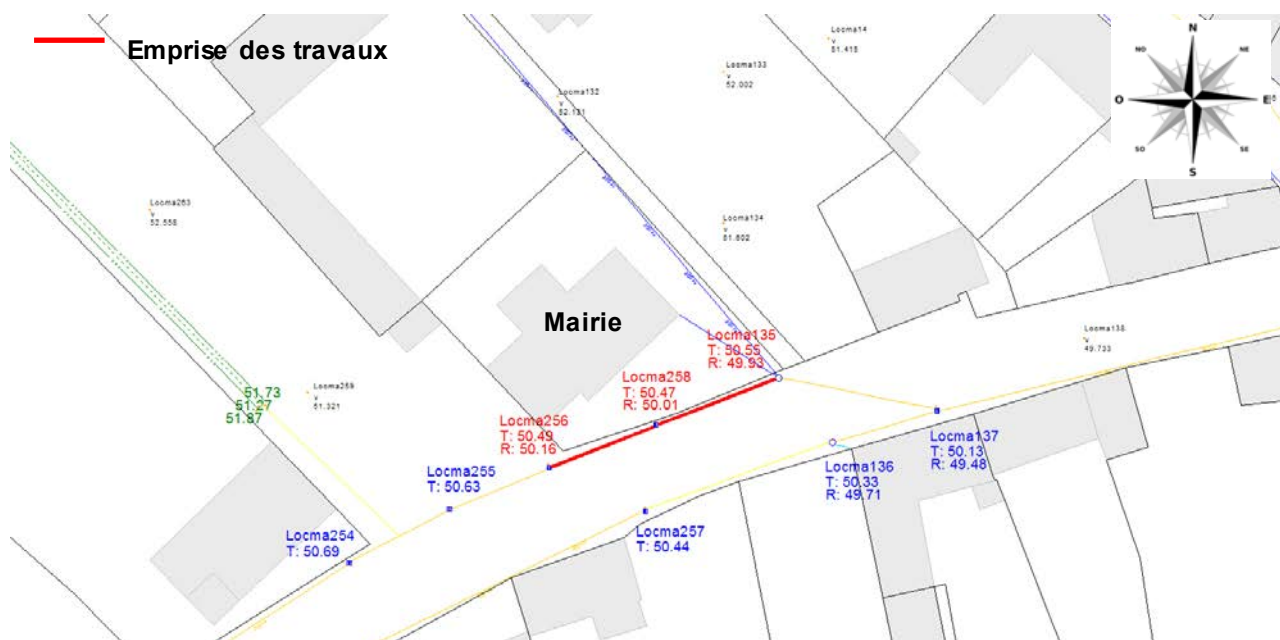 Emprise des travaux
Locma14
v
51.415
Locma133
v
52.002
Locma132
v
52.131
N
NO
NE
O
E
SO
SE
S
Locma263
v
52.558
Locma134
v
51.602
Mairie
Locma138
v
49.733
Locma135
T: 50.55
R: 49.93
Locma258
T: 50.47
R: 50.01
51.73
51.27
51.87
Locma259
v
51.321
Locma256
T: 50.49
R: 50.16
Locma255
T: 50.63
Locma137
T: 50.13
R: 49.48
Locma136
T: 50.33
R: 49.71
Locma254
T: 50.69
Locma257
T: 50.44